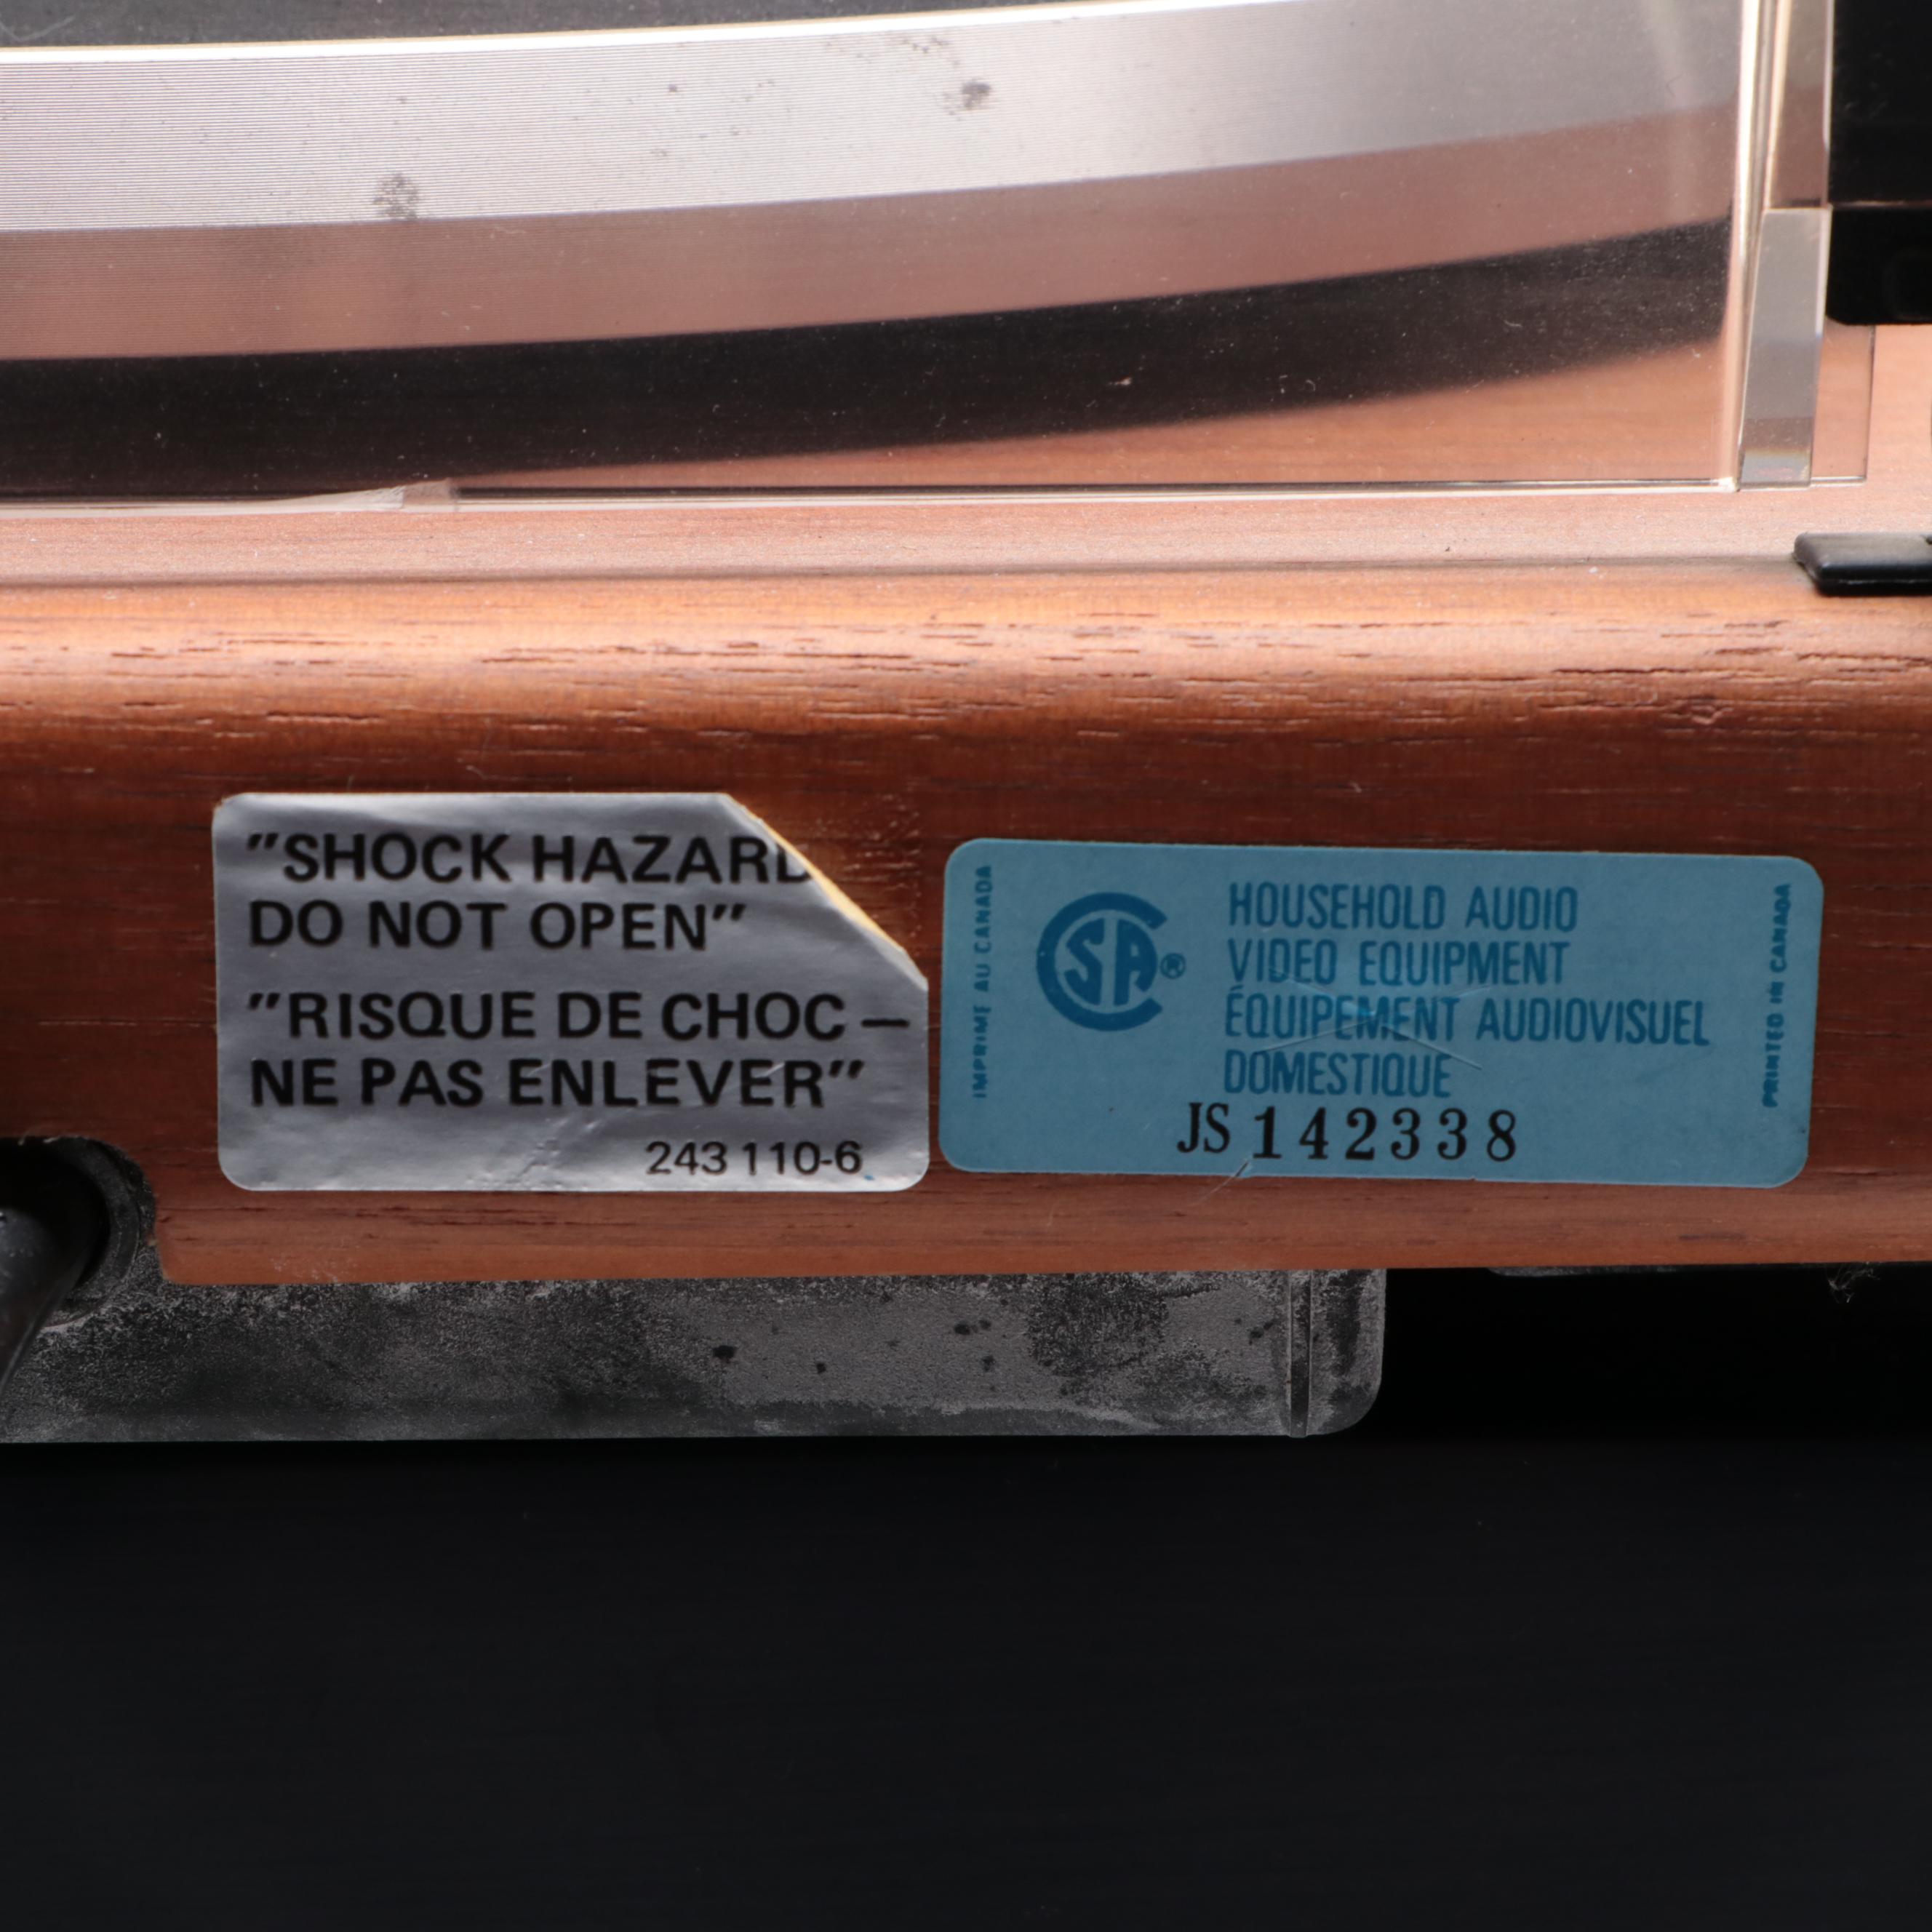 "SHOCK HAZARD
DO NOT OPEN"
"RISQUE DE CHOC –
NE PAS ENLEVER"
243 110-6
IMPRIMÉ AU CANADA
CSA®
HOUSEHOLD AUDIO
VIDEO EQUIPMENT
ÉQUIPEMENT AUDIOVISUEL
DOMESTIQUE
JS 142338
PRINTED IN CANADA